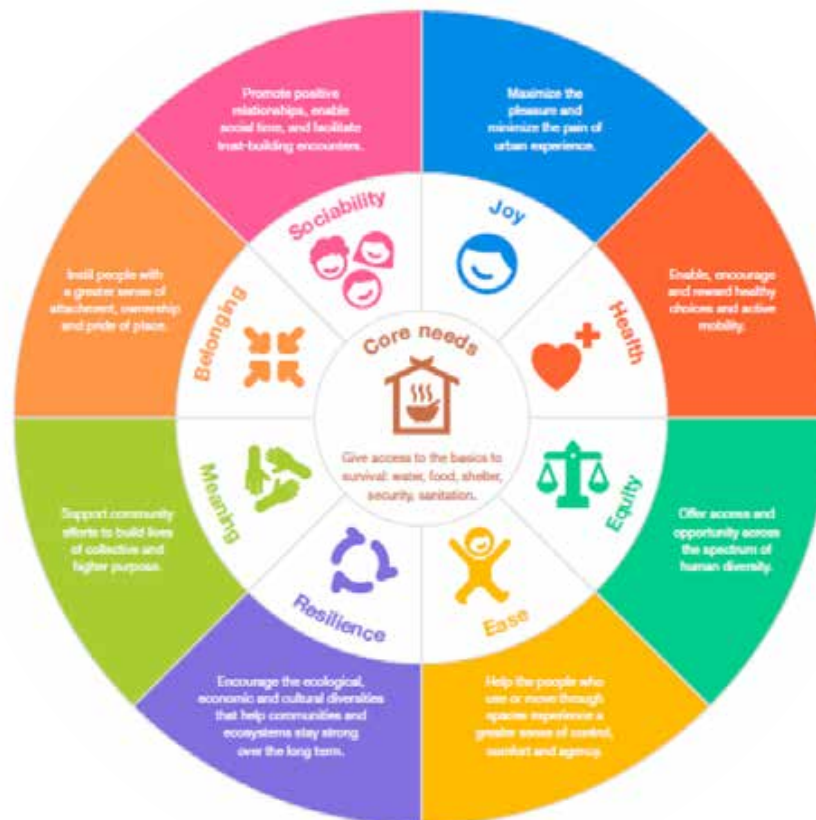 Core needs
Give access to the basics to
survival: water, food, shelter,
security, sanitation.
Joy
Maximize the
pleasure and
minimize the pain of
urban experience.
Health
Enable, encourage
and reward healthy
choices and active
mobility.
Equity
Offer access and
opportunity across
the spectrum of
human diversity.
Ease
Help the people who
use or move through
spaces experience a
greater sense of control,
comfort and agency.
Resilience
Encourage the ecological,
economic and cultural diversities
that help communities and
ecosystems stay strong
over the long term.
Meaning
Support community
efforts to build lives
of collective and
higher purpose.
Belonging
Instill people with
a greater sense of
attachment, ownership
and pride of place.
Sociability
Promote positive
relationships, enable
social time, and facilitate
trust-building encounters.